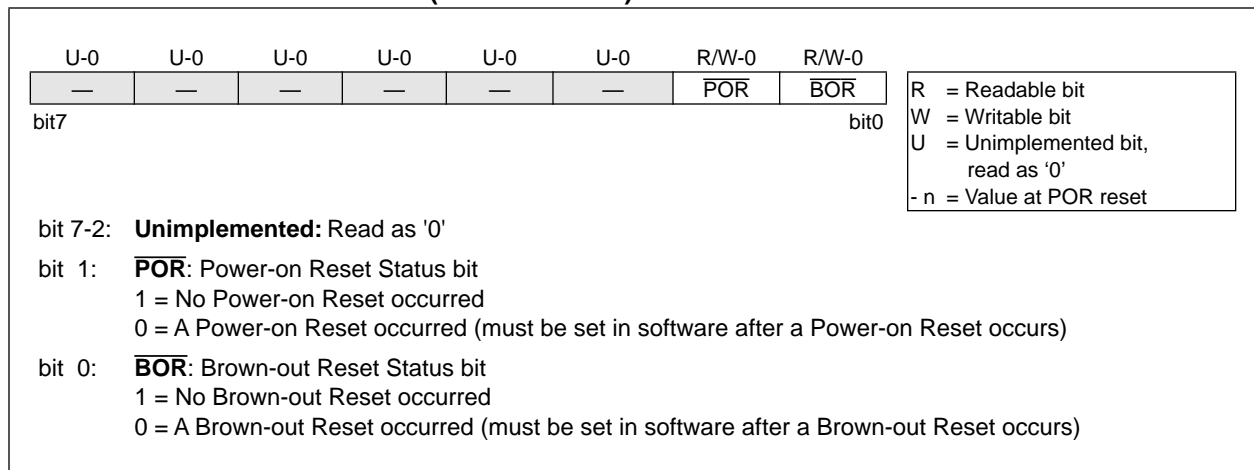 U-0 U-0 U-0 U-0 U-0 U-0 R/W-0 R/W-0
— — — — — — POR BOR
bit7 bit0
R = Readable bit
W = Writable bit
U = Unimplemented bit,
read as ‘0’
- n = Value at POR reset
bit 7-2: Unimplemented: Read as '0'
bit 1: POR: Power-on Reset Status bit
1 = No Power-on Reset occurred
0 = A Power-on Reset occurred (must be set in software after a Power-on Reset occurs)
bit 0: BOR: Brown-out Reset Status bit
1 = No Brown-out Reset occurred
0 = A Brown-out Reset occurred (must be set in software after a Brown-out Reset occurs)